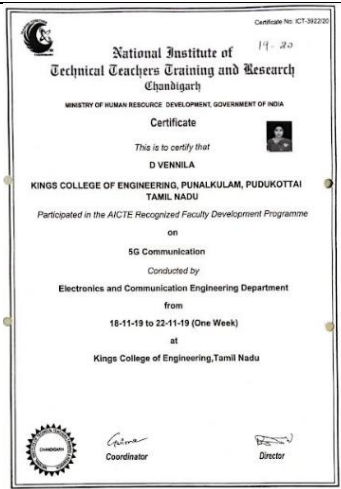 Certificate No: ICT-3922/20
19-20
National Institute of
Technical Teachers Training and Research
Chandigarh
MINISTRY OF HUMAN RESOURCE DEVELOPMENT, GOVERNMENT OF INDIA
Certificate
This is to certify that
D VENNILA
KINGS COLLEGE OF ENGINEERING, PUNALKULAM, PUDUKOTTAI
TAMIL NADU
Participated in the AICTE Recognized Faculty Development Programme
on
5G Communication
Conducted by
Electronics and Communication Engineering Department
from
18-11-19 to 22-11-19 (One Week)
at
Kings College of Engineering,Tamil Nadu
CHANDIGARH
Coordinator
Director